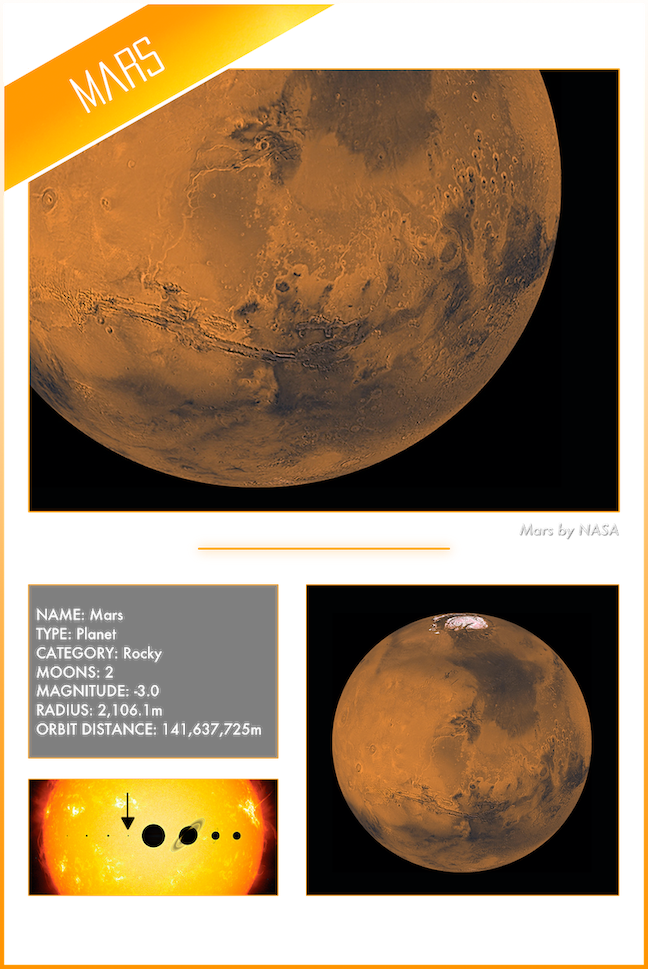 MARS
Mars by NASA
NAME: Mars
TYPE: Planet
CATEGORY: Rocky
MOONS: 2
MAGNITUDE: -3.0
RADIUS: 2,106.1m
ORBIT DISTANCE: 141,637,725m